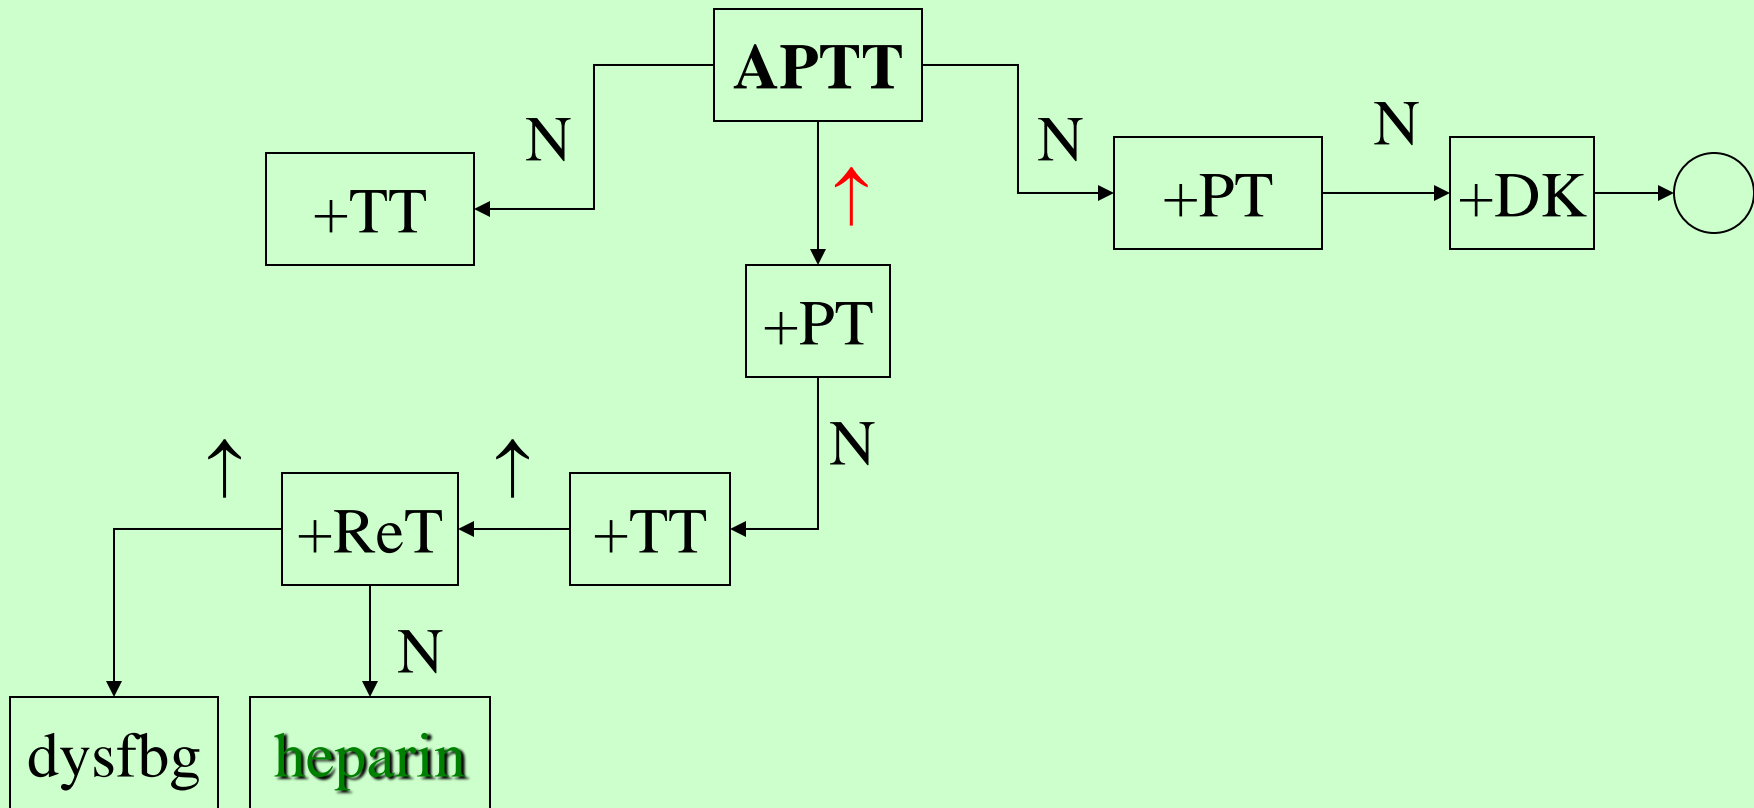 APTT
N
N
N
+TT
↑
+PT
+DK
+PT
N
↑
↑
+ReT
+TT
N
dysfbg
heparin